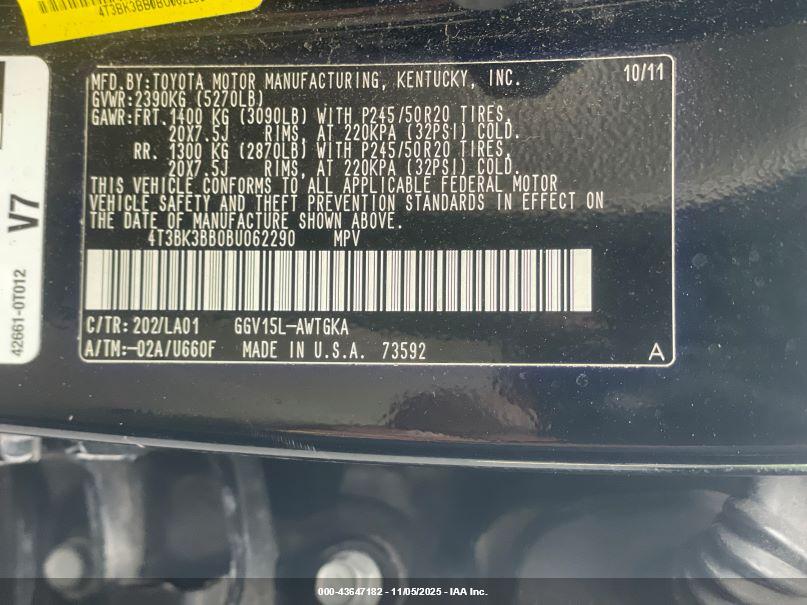 4T3BK3BB0BU062290
MFD.BY:TOYOTA MOTOR MANUFACTURING, KENTUCKY, INC. 10/11
GVWR:2390KG (5270LB)
GAWR:FRT.1400 KG (3090LB) WITH P245/50R20 TIRES,
20X7.5J RIMS, AT 220KPA (32PSI) COLD.
RR. 1300 KG (2870LB) WITH P245/50R20 TIRES,
20X7.5J RIMS, AT 220KPA (32PSI) COLD.
THIS VEHICLE CONFORMS TO ALL APPLICABLE FEDERAL MOTOR
VEHICLE SAFETY AND THEFT PREVENTION STANDARDS IN EFFECT ON
THE DATE OF MANUFACTURE SHOWN ABOVE.
4T3BK3BB0BU062290 MPV
C/TR:202/LA01 GGV15L-AWTGKA
A/TM:-02A/U660F MADE IN U.S.A. 73592 A
V7
42661-0T012
000-43647182 - 11/05/2025 - IAA Inc.